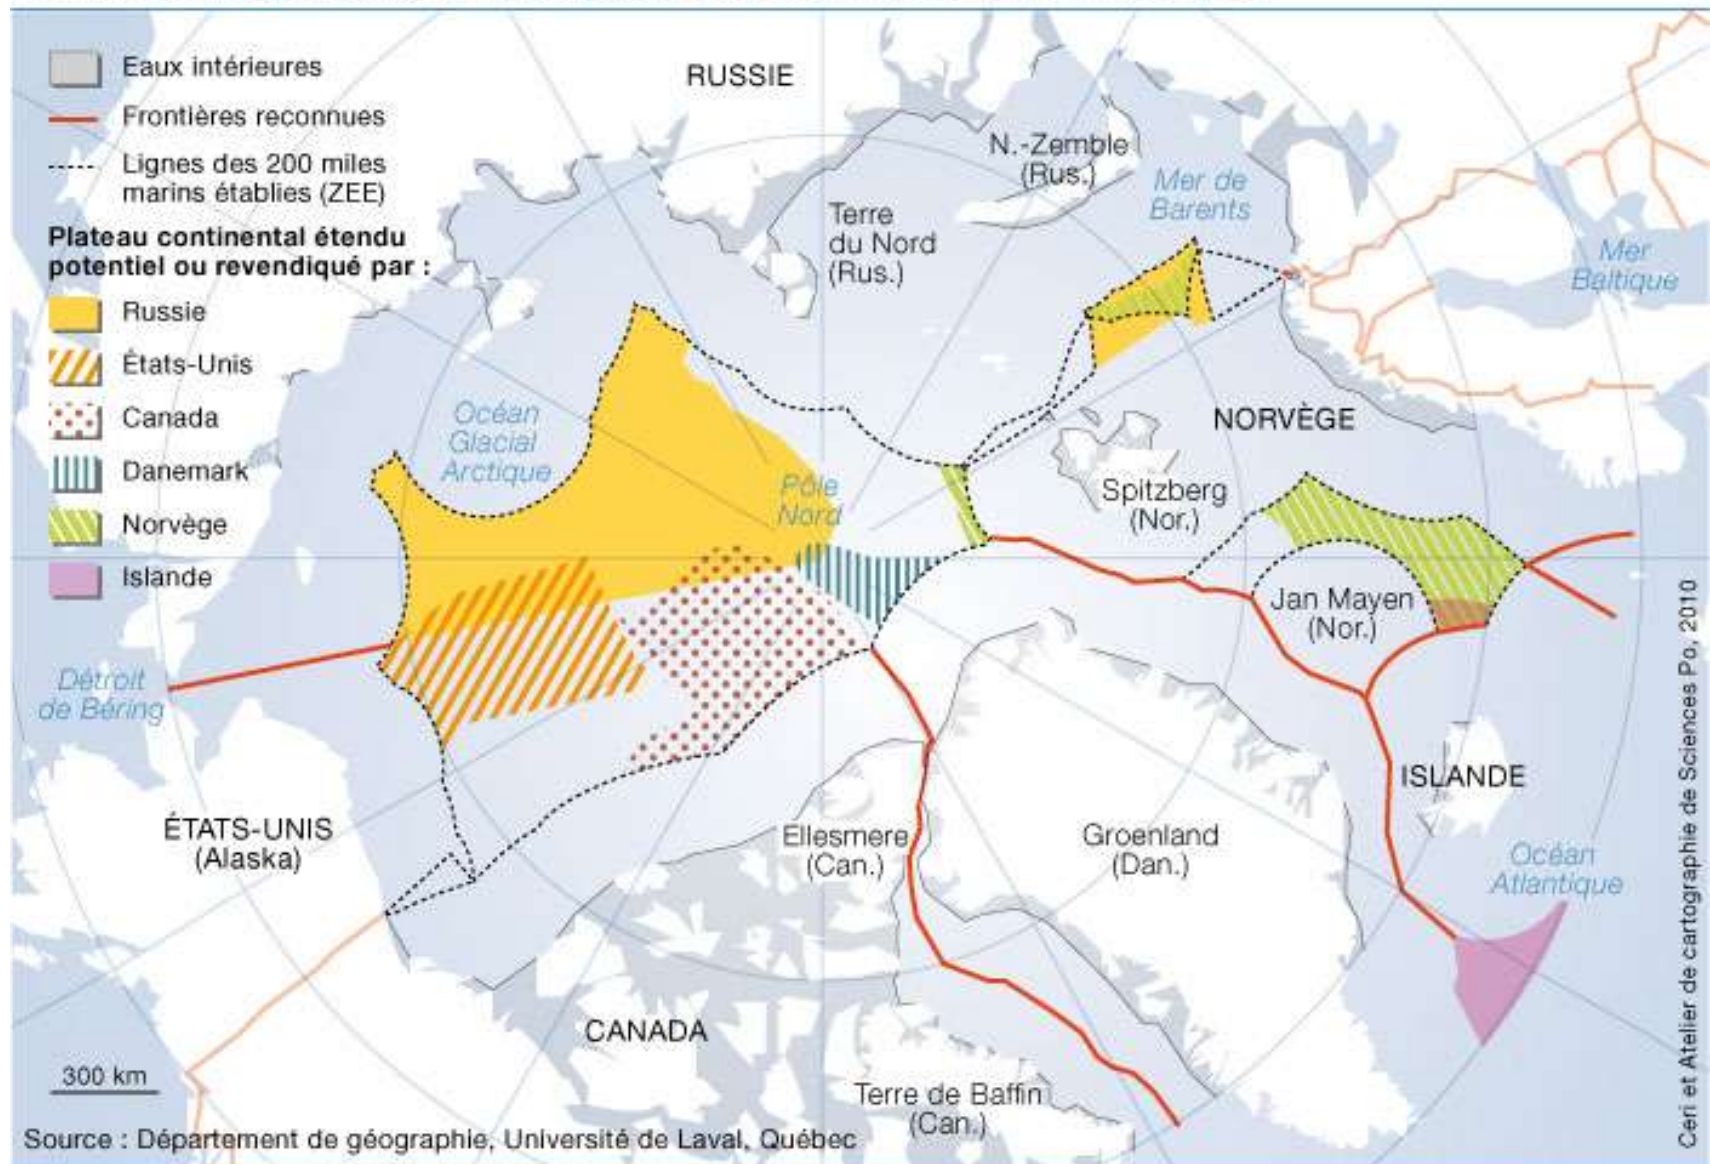 Eaux intérieures
Frontières reconnues
Lignes des 200 miles
marins établies (ZEE)
Plateau continental étendu
potentiel ou revendiqué par :
Russie
États-Unis
Canada
Danemark
Norvège
Islande
RUSSIE
N.-Zemble
(Rus.)
Mer de
Barents
Terre
du Nord
(Rus.)
Mer
Baltique
Océan
Glacial
Arctique
Pôle
Nord
NORVÈGE
Spitzberg
(Nor.)
Jan Mayen
(Nor.)
Détroit
de Béring
ÉTATS-UNIS
(Alaska)
Ellesmere
(Can.)
Groenland
(Dan.)
ISLANDE
Océan
Atlantique
CANADA
Terre de Baffin
(Can.)
300 km
Source : Département de géographie, Université de Laval, Québec
Ceri et Atelier de cartographie de Sciences Po, 2010